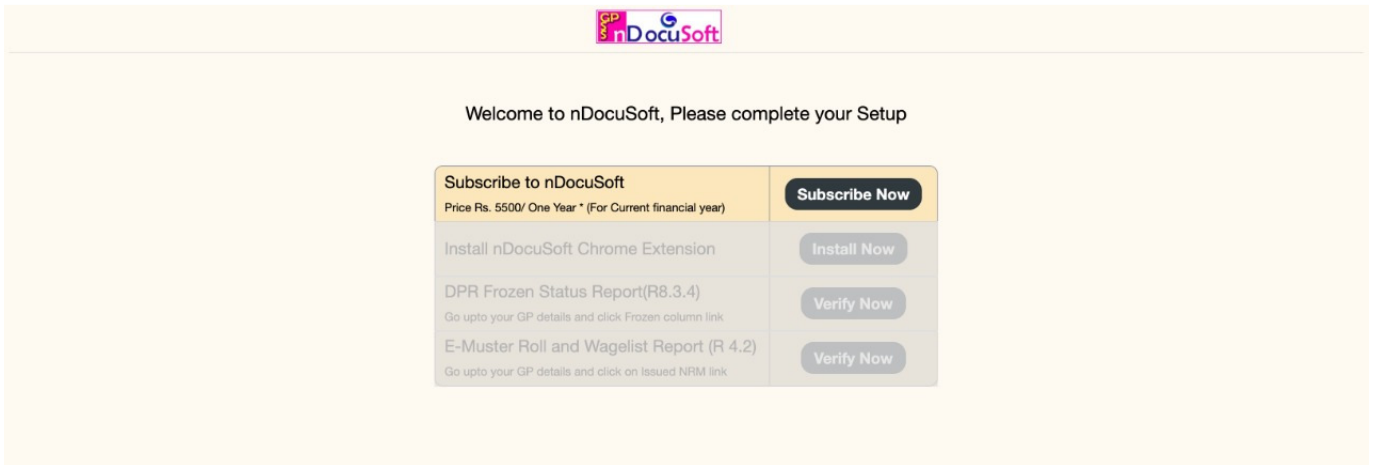 GPS nDocuSoft
Welcome to nDocuSoft, Please complete your Setup
Subscribe to nDocuSoft
Price Rs. 5500/ One Year * (For Current financial year)
Subscribe Now
Install nDocuSoft Chrome Extension
Install Now
DPR Frozen Status Report(R8.3.4)
Go upto your GP details and click Frozen column link
Verify Now
E-Muster Roll and Wagelist Report (R 4.2)
Go upto your GP details and click on Issued NRM link
Verify Now